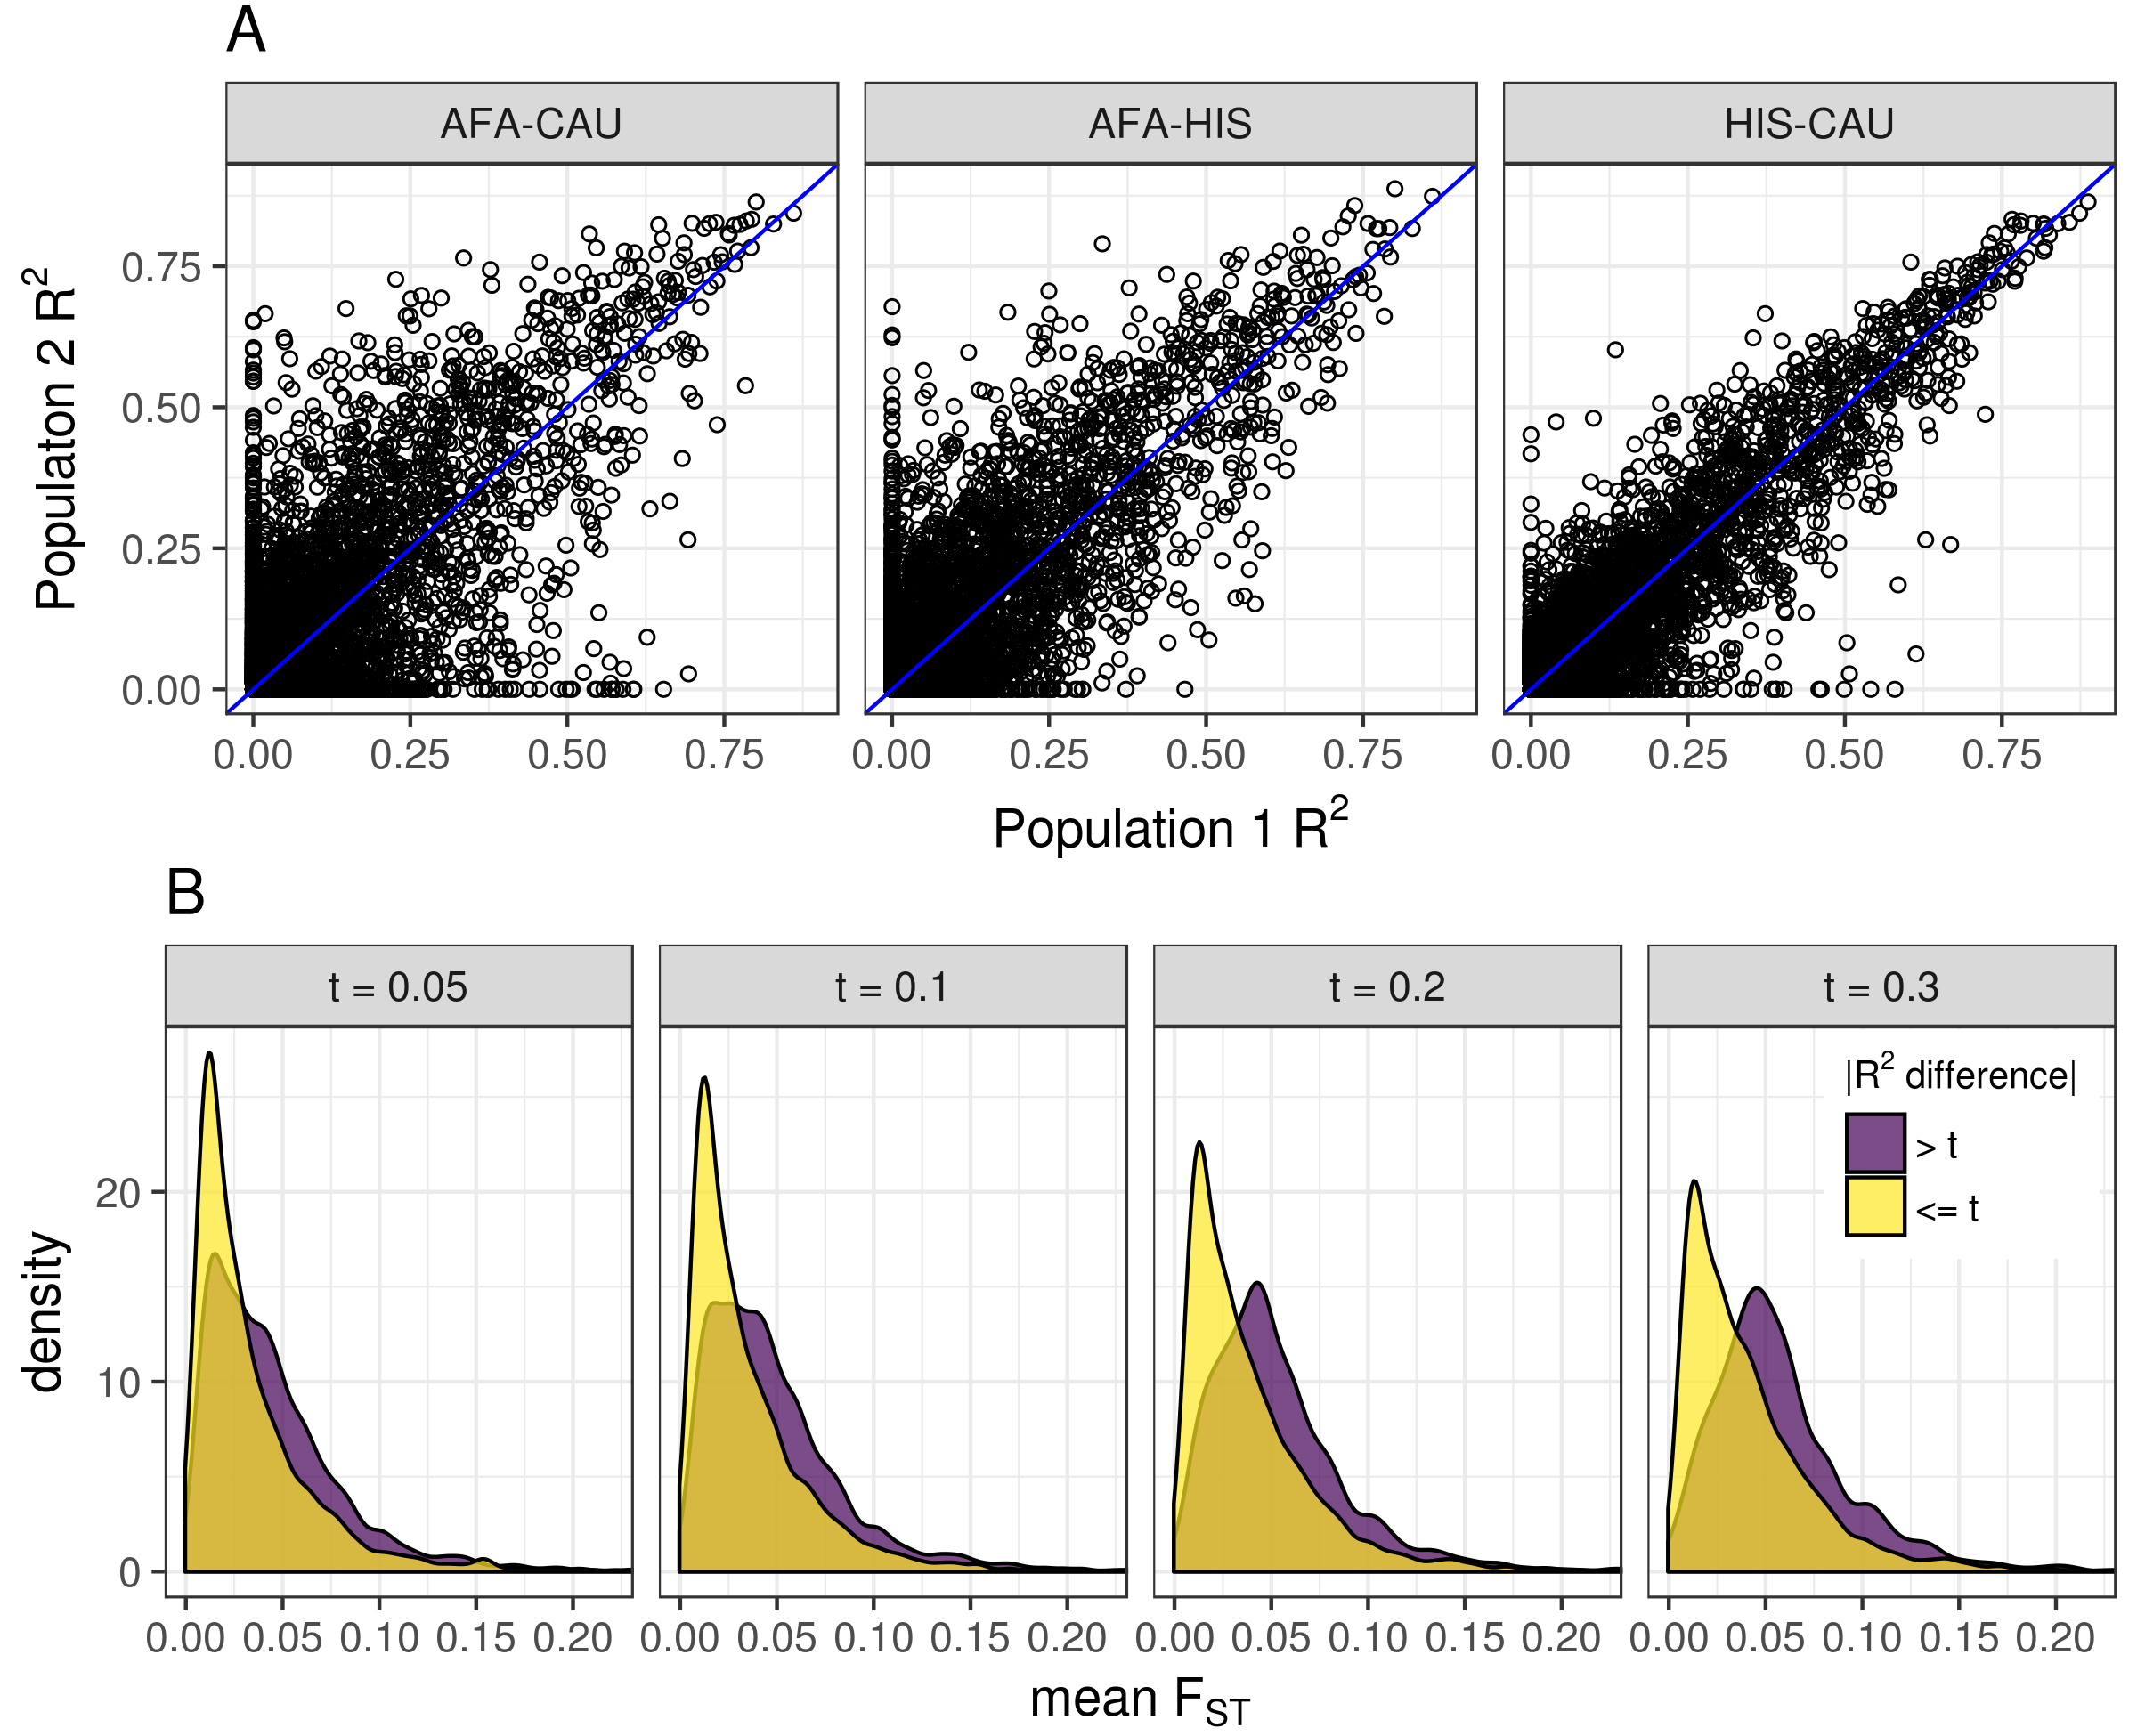 A
AFA-CAU AFA-HIS HIS-CAU
Populaton 2 R²
0.75
0.50
0.25
0.00
0.00 0.25 0.50 0.75 0.00 0.25 0.50 0.75 0.00 0.25 0.50 0.75
Population 1 R²
B
t = 0.05 t = 0.1 t = 0.2 t = 0.3
|R² difference|
> t
<= t
density
20
10
0
0.00 0.05 0.10 0.15 0.20 0.00 0.05 0.10 0.15 0.20 0.00 0.05 0.10 0.15 0.20 0.00 0.05 0.10 0.15 0.20
mean F_ST